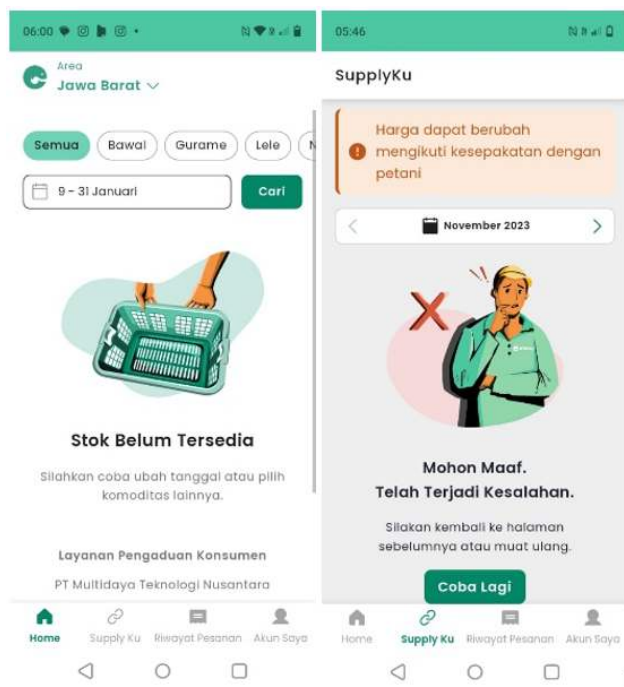 06:00
Area
Jawa Barat
Semua Bawal Gurame Lele N
9 - 31 Januari Cari
Stok Belum Tersedia
Silahkan coba ubah tanggal atau pilih
komoditas lainnya.
Layanan Pengaduan Konsumen
PT Multidaya Teknologi Nusantara
Home Supply Ku Riwayat Pesanan Akun Saya
05:46
SupplyKu
Harga dapat berubah
mengikuti kesepakatan dengan
petani
November 2023
Mohon Maaf.
Telah Terjadi Kesalahan.
Silakan kembali ke halaman
sebelumnya atau muat ulang.
Coba Lagi
Home Supply Ku Riwayat Pesanan Akun Saya